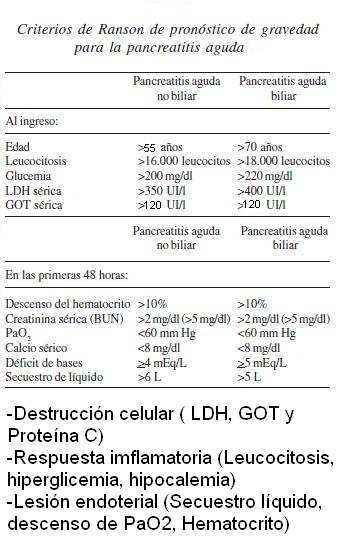 Criterios de Ranson de pronóstico de gravedad
para la pancreatitis aguda
Pancreatitis aguda Pancreatitis aguda
no biliar biliar
Al ingreso:
Edad >55 años >70 años
Leucocitosis >16.000 leucocitos >18.000 leucocitos
Glucemia >200 mg/dl >220 mg/dl
LDH sérica >350 UI/l >400 UI/l
GOT sérica >120 UI/l >120 UI/l
Pancreatitis aguda Pancreatitis aguda
no biliar biliar
En las primeras 48 horas:
Descenso del hematocrito >10% >10%
Creatinina sérica (BUN) >2 mg/dl (>5 mg/dl) >2 mg/dl (>5 mg/dl)
PaO2 <60 mm Hg <60 mm Hg
Calcio sérico <8 mg/dl <8 mg/dl
Déficit de bases ≥4 mEq/L ≥5 mEq/L
Secuestro de líquido >6 L >5 L
-Destrucción celular ( LDH, GOT y
Proteína C)
-Respuesta imflamatoria (Leucocitosis,
hiperglicemia, hipocalemia)
-Lesión endoterial (Secuestro líquido,
descenso de PaO2, Hematocrito)